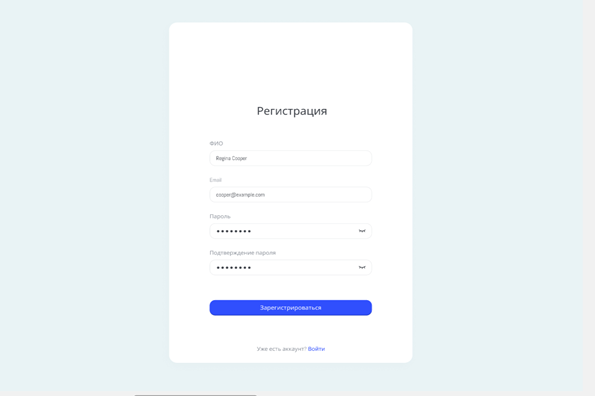 Регистрация
ФИО
Regina Cooper
Email
cooper@example.com
Пароль
••••••••
Подтверждение пароля
••••••••
Зарегистрироваться
Уже есть аккаунт? Войти